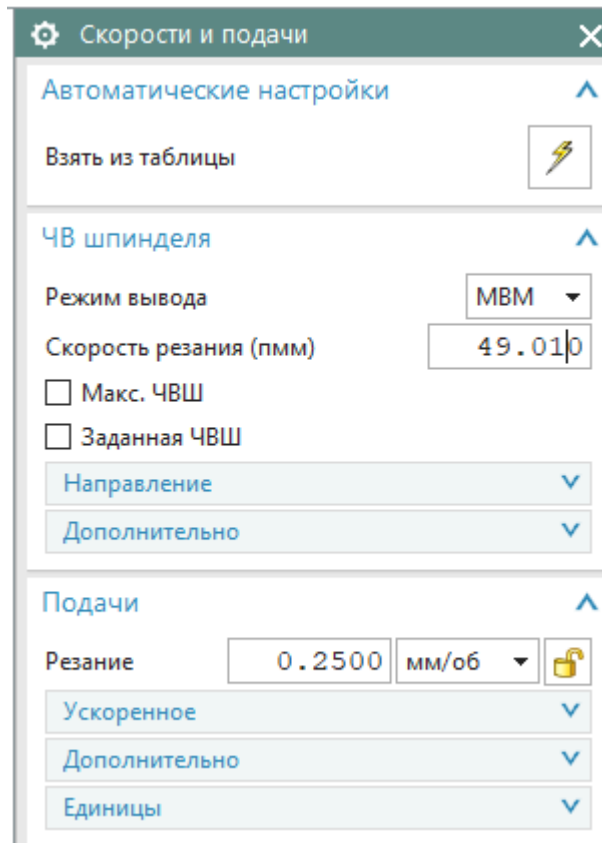 Скорости и подачи
Автоматические настройки
Взять из таблицы
ЧВ шпинделя
Режим вывода МВМ
Скорость резания (пмм) 49.010
Макс. ЧВШ
Заданная ЧВШ
Направление
Дополнительно
Подачи
Резание 0.2500 мм/об
Ускоренное
Дополнительно
Единицы